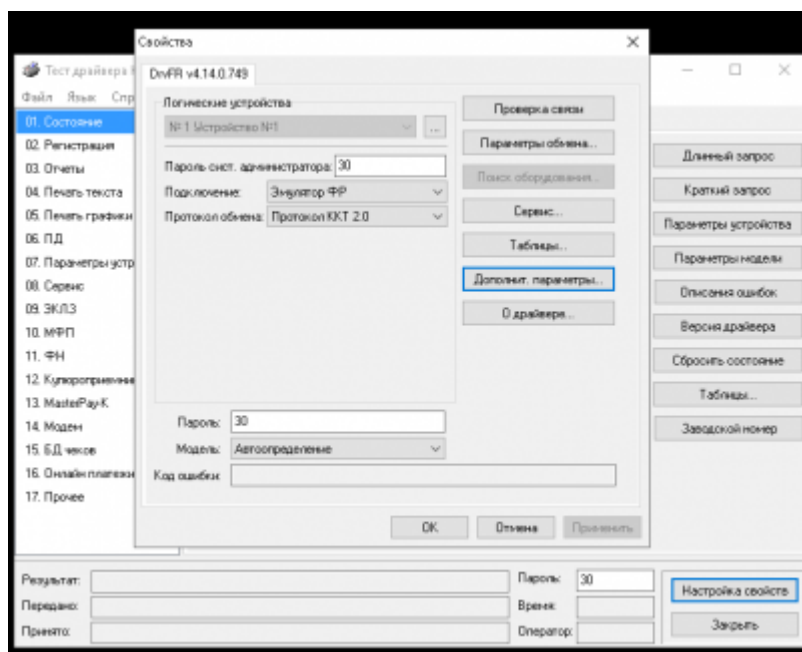 Свойства
Тест драйвера
Файл Язык Спр
DrvFR v4.14.0.749
Логические устройства
№ 1 Устройство №1
...
Пароль сист. администратора: 30
Подключение: Эмулятор ФР
Протокол обмена: Протокол ККТ 2.0
Проверка связи
Параметры обмена...
Поиск оборудования...
Сервис...
Таблицы...
Дополнит. параметры...
О драйвере...
Пароль: 30
Модель: Автоопределение
Код ошибки:
OK
Отмена
Применить
01. Состояние
02. Регистрация
03. Отчеты
04. Печать текста
05. Печать графики
06. ПД
07. Параметры устр
08. Сервис
09. ЭКЛЗ
10. МФП
11. ФН
12. Купюроприемник
13. MasterPay-K
14. Модем
15. БД чеков
16. Онлайн платежи
17. Прочее
Длинный запрос
Краткий запрос
Параметры устройства
Параметры модели
Описания ошибок
Версия драйвера
Сбросить состояние
Таблицы...
Заводской номер
Результат:
Передано:
Принято:
Пароль: 30
Время:
Оператор:
Настройка свойств
Закрыть